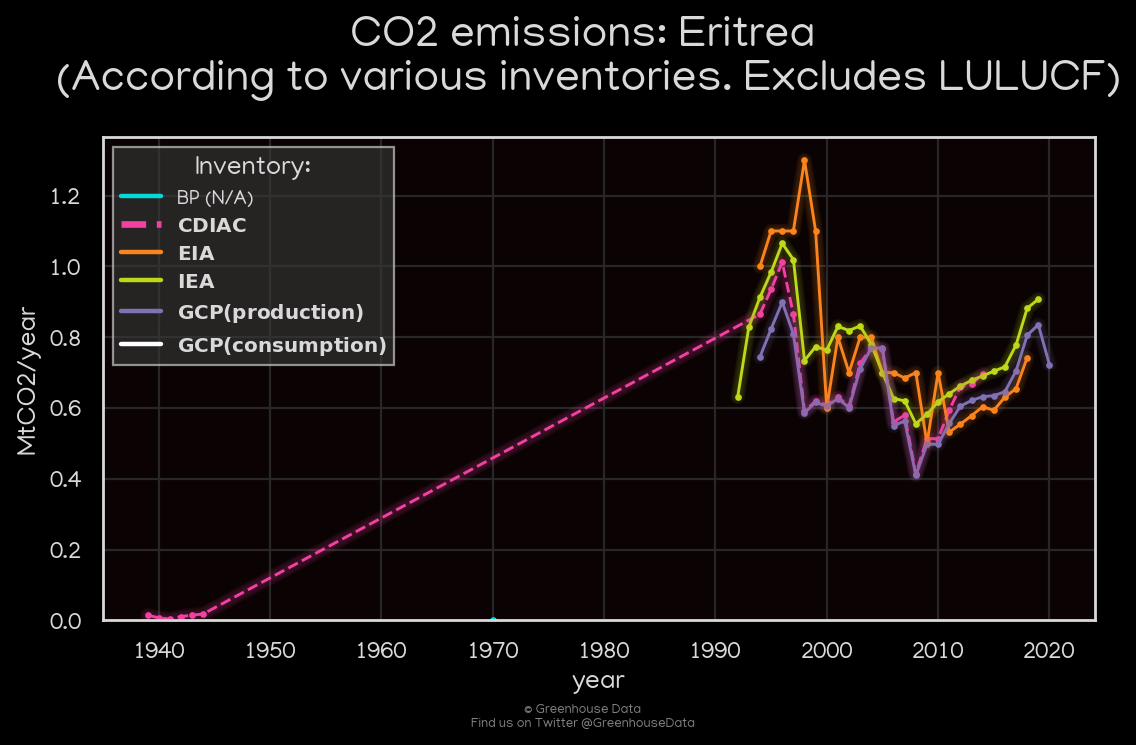 CO2 emissions: Eritrea
(According to various inventories. Excludes LULUCF)
Inventory:
BP (N/A)
CDIAC
EIA
IEA
GCP(production)
GCP(consumption)
MtCO2/year
1.2
1.0
0.8
0.6
0.4
0.2
0.0
1940 1950 1960 1970 1980 1990 2000 2010 2020
year
© Greenhouse Data
Find us on Twitter @GreenhouseData